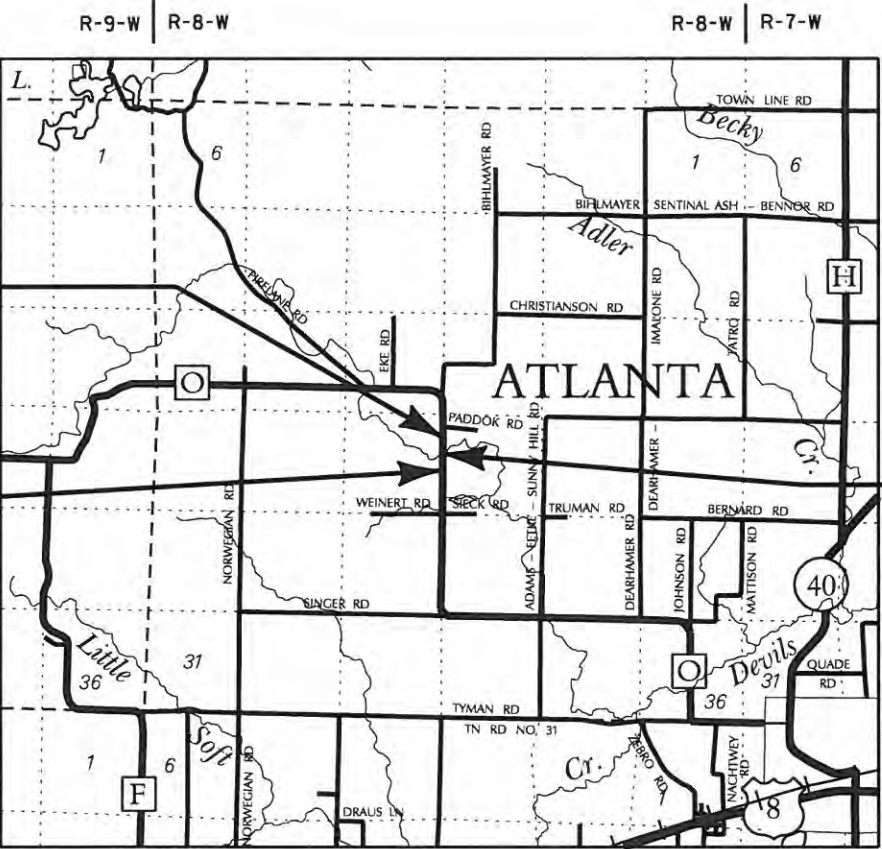 R-9-W R-8-W
R-8-W R-7-W
L.
TOWN LINE RD
Becky
1
6
1
6
BIHLMAYER RD
BIHLMAYER
SENTINAL ASH - BENNOR RD
Adler
H
FIRELANE RD
CHRISTIANSON RD
IMALONE RD
TATRO RD
EKE RD
O
ATLANTA
PADDOK RD
Cr.
SUNNY HILL RD
DEARHAMER -
NORWEGIAN RD
WEINERT RD
SIECK RD
TRUMAN RD
BERNARD RD
ADAMS -
DEARHAMER RD
JOHNSON RD
MATTISON RD
40
SINGER RD
Little
31
36
O
Devils
36
31
QUADE
RD
TYMAN RD
TN RD NO. 31
1
6
Soft
NORWEGIAN RD
Cr.
ZEBRO RD
NACHTWEY
RD
F
DRAUS LN
8